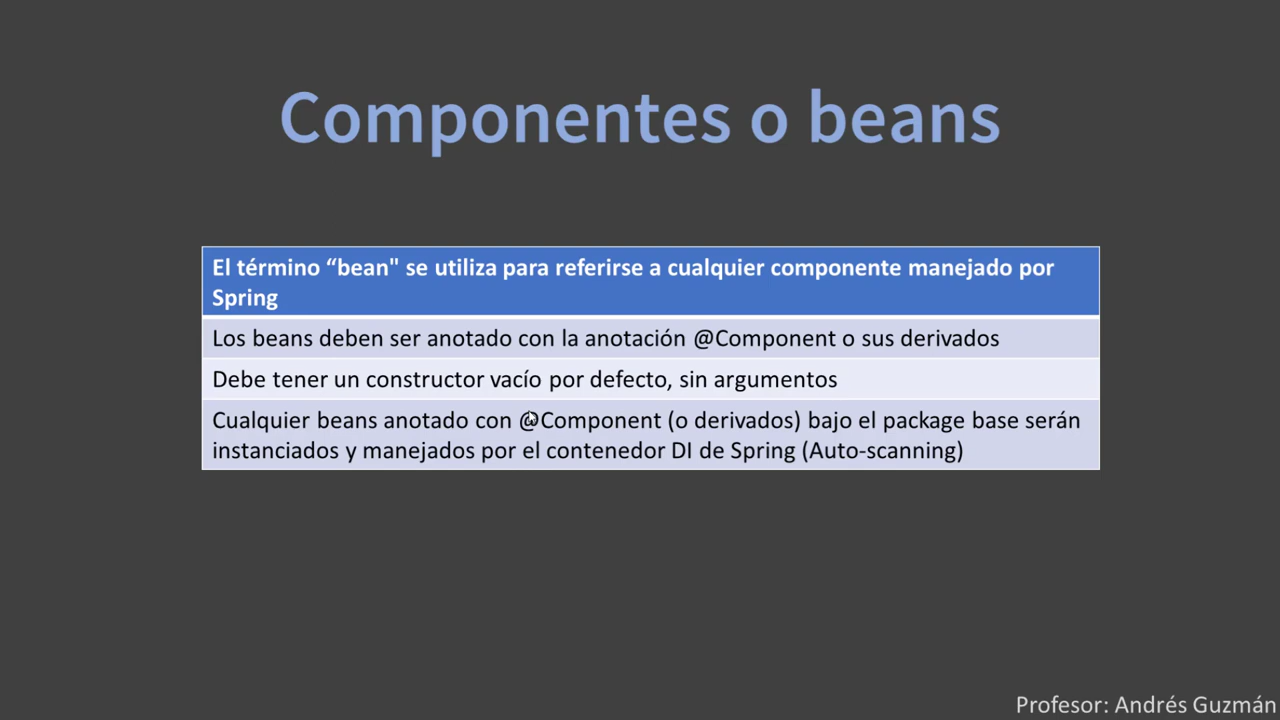 Componentes o beans
El término “bean" se utiliza para referirse a cualquier componente manejado por
Spring
Los beans deben ser anotado con la anotación @Component o sus derivados
Debe tener un constructor vacío por defecto, sin argumentos
Cualquier beans anotado con @Component (o derivados) bajo el package base serán
instanciados y manejados por el contenedor DI de Spring (Auto-scanning)
Profesor: Andrés Guzmán